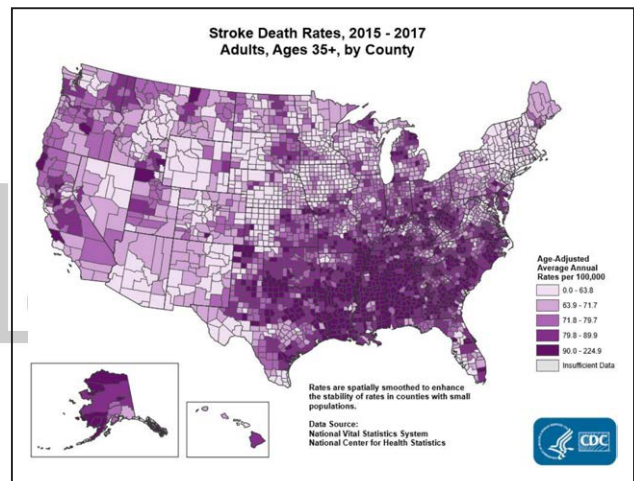 Stroke Death Rates, 2015 - 2017
Adults, Ages 35+, by County
Age-Adjusted
Average Annual
Rates per 100,000
0.0 - 63.8
63.9 - 71.7
71.8 - 79.7
79.8 - 89.9
90.0 - 224.9
Insufficient Data
Rates are spatially smoothed to enhance
the stability of rates in counties with small
populations.
Data Source:
National Vital Statistics System
National Center for Health Statistics
CDC